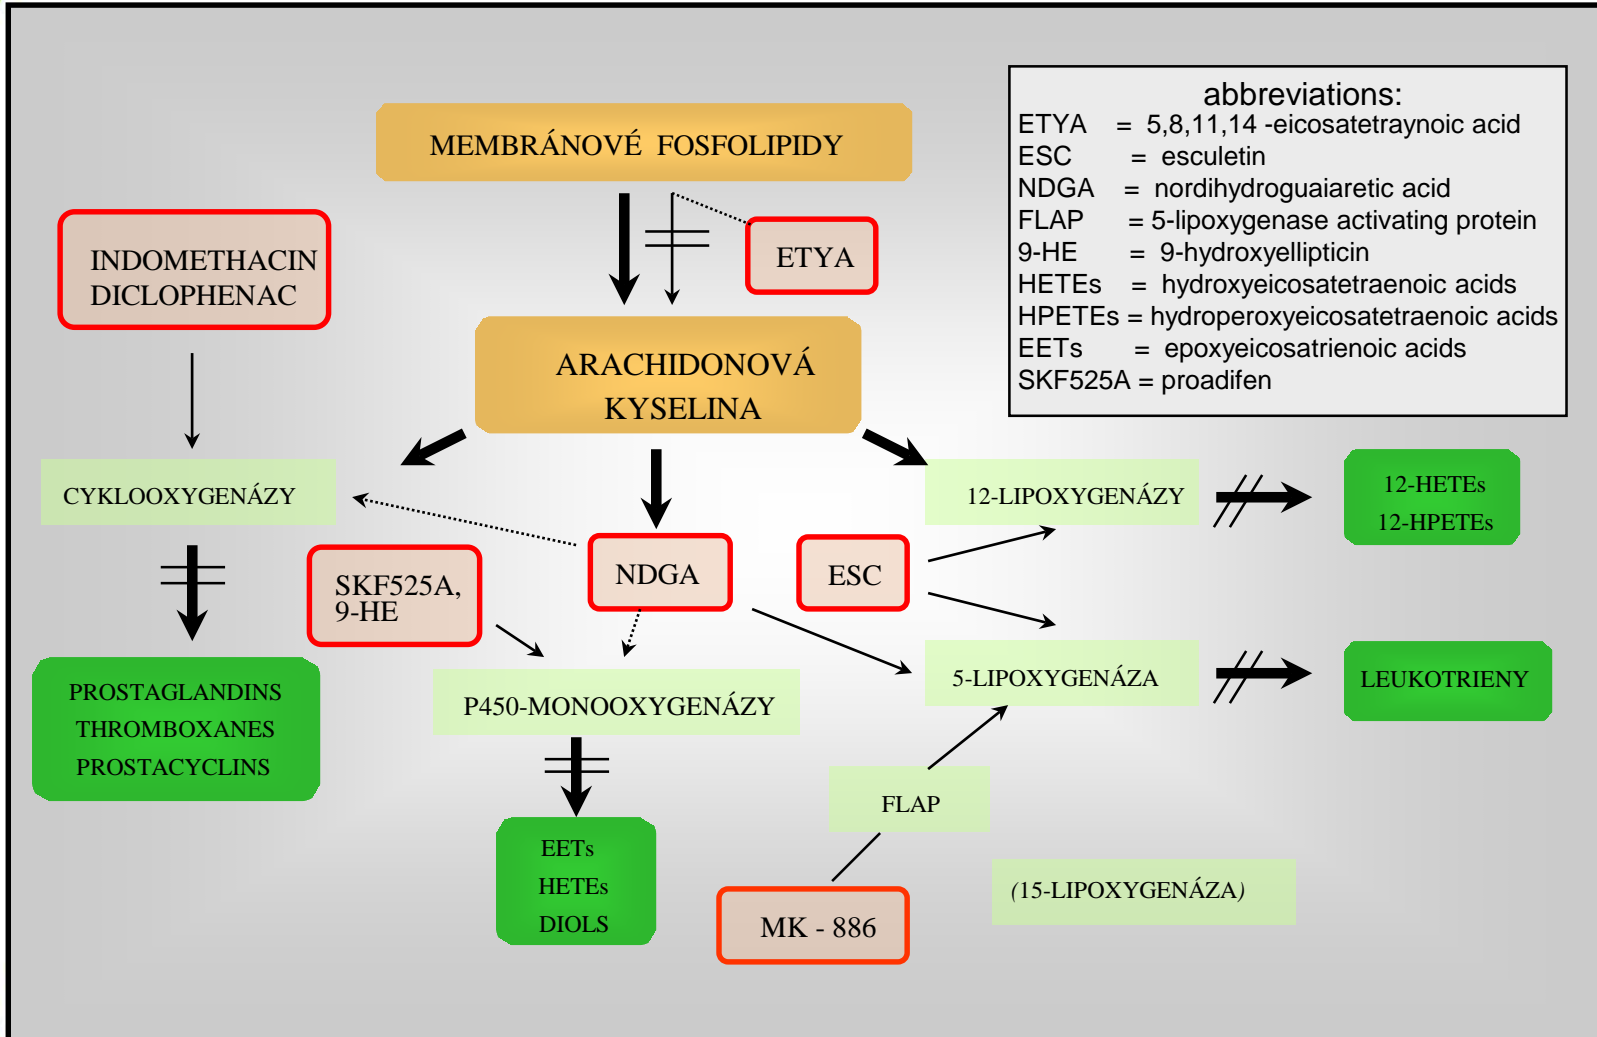 abbreviations:
ETYA = 5,8,11,14 -eicosatetraynoic acid
ESC = esculetin
NDGA = nordihydroguaiaretic acid
FLAP = 5-lipoxygenase activating protein
9-HE = 9-hydroxyellipticin
HETEs = hydroxyeicosatetraenoic acids
HPETEs = hydroperoxyeicosatetraenoic acids
EETs = epoxyeicosatrienoic acids
SKF525A = proadifen
MEMBRÁNOVÉ FOSFOLIPIDY
INDOMETHACIN
DICLOPHENAC
ETYA
ARACHIDONOVÁ
KYSELINA
CYKLOOXYGENÁZY
12-LIPOXYGENÁZY
12-HETEs
12-HPETEs
SKF525A,
9-HE
NDGA
ESC
PROSTAGLANDINS
THROMBOXANES
PROSTACYCLINS
P450-MONOOXYGENÁZY
5-LIPOXYGENÁZA
LEUKOTRIENY
FLAP
EETs
HETEs
DIOLS
(15-LIPOXYGENÁZA)
MK - 886